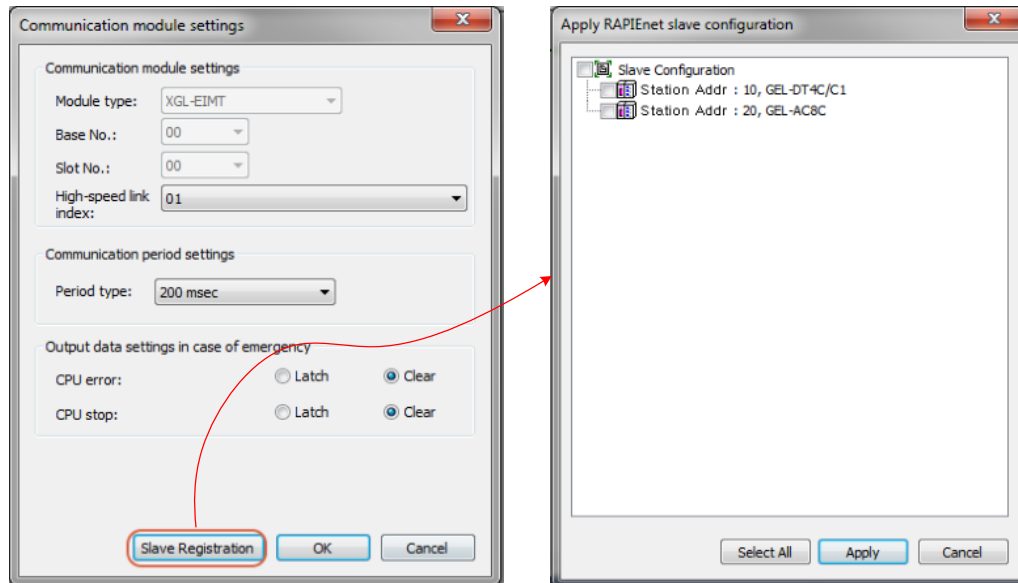 Communication module settings
Communication module settings
Module type: XGL-EIMT
Base No.: 00
Slot No.: 00
High-speed link index: 01
Communication period settings
Period type: 200 msec
Output data settings in case of emergency
CPU error: Latch Clear
CPU stop: Latch Clear
Slave Registration OK Cancel
Apply RAPIEnet slave configuration
Slave Configuration
Station Addr : 10, GEL-DT4C/C1
Station Addr : 20, GEL-AC8C
Select All Apply Cancel